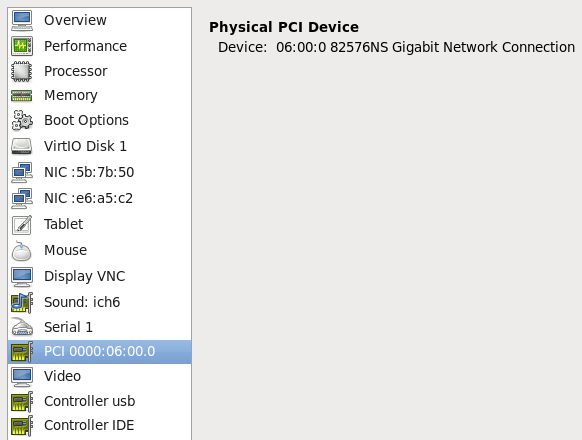 Overview
Performance
Processor
Memory
Boot Options
VirtIO Disk 1
NIC :5b:7b:50
NIC :e6:a5:c2
Tablet
Mouse
Display VNC
Sound: ich6
Serial 1
PCI 0000:06:00.0
Video
Controller usb
Controller IDE
Physical PCI Device
Device: 06:00:0 82576NS Gigabit Network Connection